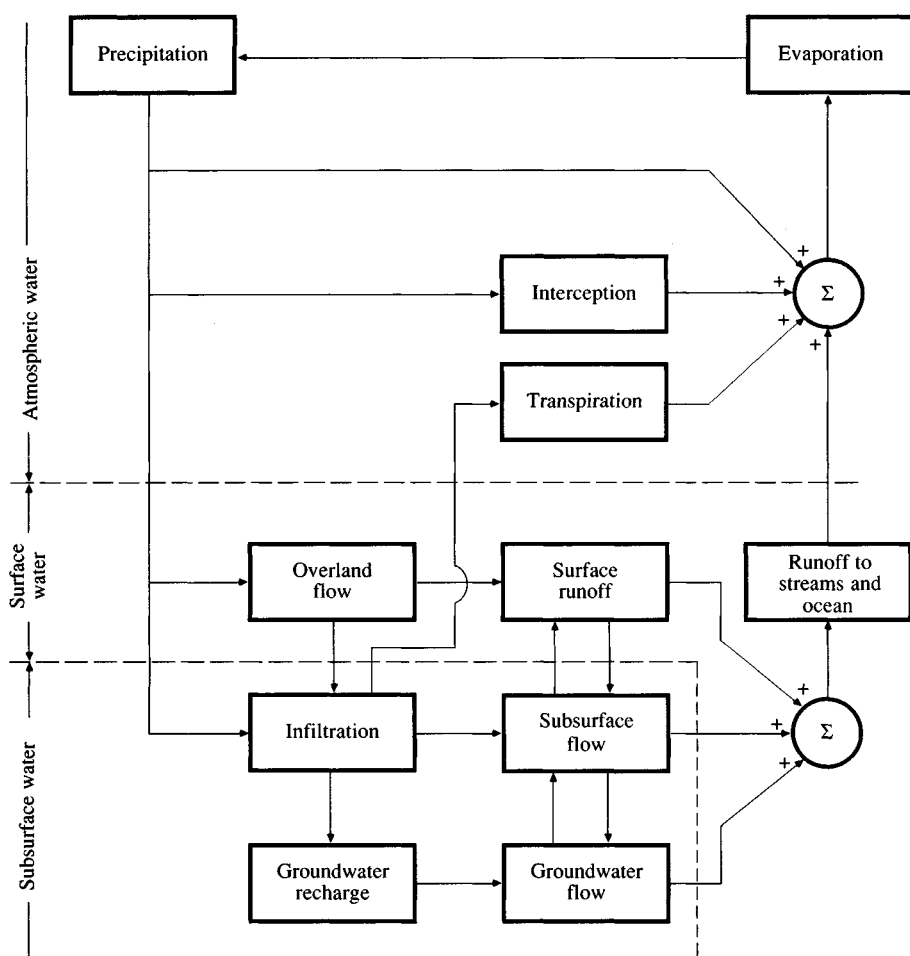 Precipitation
Evaporation
+
Interception
+
Σ
+
+
Transpiration
Atmospheric water
Surface
water
Overland
flow
Surface
runoff
Runoff to
streams and
ocean
+
Infiltration
Subsurface
flow
+
Σ
+
Subsurface water
Groundwater
recharge
Groundwater
flow